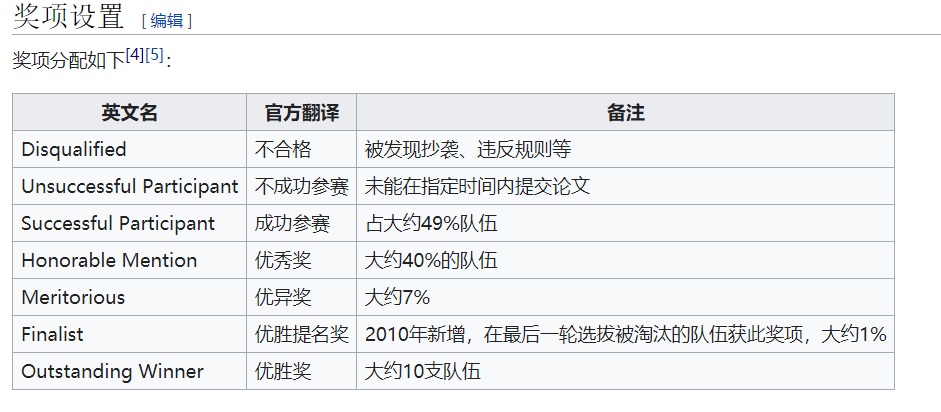 奖项设置 [编辑]
奖项分配如下[4][5]：
英文名 官方翻译 备注
Disqualified 不合格 被发现抄袭、违反规则等
Unsuccessful Participant 不成功参赛 未能在指定时间内提交论文
Successful Participant 成功参赛 占大约49%队伍
Honorable Mention 优秀奖 大约40%的队伍
Meritorious 优异奖 大约7%
Finalist 优胜提名奖 2010年新增，在最后一轮选拔被淘汰的队伍获此奖项，大约1%
Outstanding Winner 优胜奖 大约10支队伍